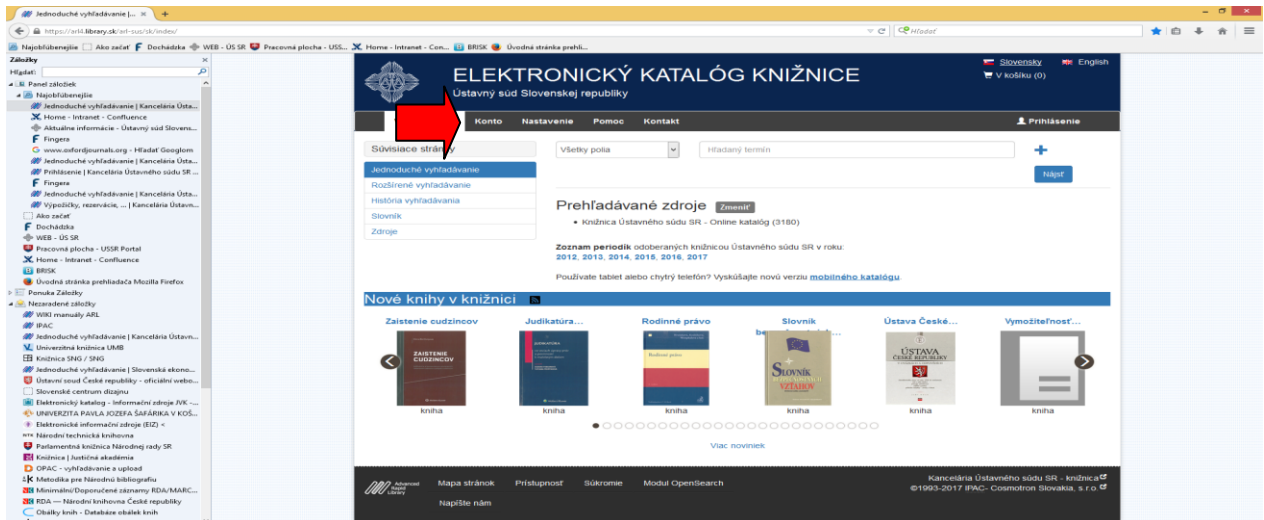 Jednoduché vyhľadávanie |... × +
https://arl4.library.sk/arl-sus/sk/index/
Hľadať
Najobľúbenejšie Ako začať Dochádzka WEB - ÚS SR Pracovná plocha - USS... Home - Intranet - Con... BRISK Úvodná stránka prehli...
Záložky ×
Hľadať:
Panel záložiek
Najobľúbenejšie
Jednoduché vyhľadávanie | Kancelária Ústa...
Home - Intranet - Confluence
Aktuálne informácie - Ústavný súd Slovens...
Fingera
www.oxfordjournals.org - Hľadať Googlom
Jednoduché vyhľadávanie | Kancelária Ústa...
Prihlásenie | Kancelária Ústavného súdu SR ...
Fingera
Jednoduché vyhľadávanie | Kancelária Ústa...
Výpožičky, rezervácie, ... | Kancelária Ústavn...
Ako začať
Dochádzka
WEB - ÚS SR
Pracovná plocha - USSR Portal
Home - Intranet - Confluence
BRISK
Úvodná stránka prehliadača Mozilla Firefox
Ponuka Záložky
Nezaradené záložky
WIKI manuály ARL
IPAC
Jednoduché vyhľadávanie | Kancelária Ústavn...
Univerzitná knižnica UMB
Knižnica SNG / SNG
Jednoduché vyhľadávanie | Slovenská ekono...
Ústavní soud České republiky - oficiální webo...
Slovenské centrum dizajnu
Elektronický katalog - Informační zdroje JVK -...
UNIVERZITA PAVLA JOZEFA ŠAFÁRIKA V KOŠ...
Elektronické informační zdroje (EIZ) <
Národní technická knihovna
Parlamentná knižnica Národnej rady SR
Knižnica | Justičná akadémia
OPAC - vyhľadávanie a upload
Metodika pre Národnú bibliografiu
Minimální/Doporučené záznamy RDA/MARC...
RDA — Národní knihovna České republiky
Obálky knih - Databáze obálek knih
Slovensky English
V košíku (0)
ELEKTRONICKÝ KATALÓG KNIŽNICE
Ústavný súd Slovenskej republiky
Konto Nastavenie Pomoc Kontakt Prihlásenie
Súvisiace stránky
Jednoduché vyhľadávanie
Rozšírené vyhľadávanie
História vyhľadávania
Slovník
Zdroje
Všetky polia Hľadaný termín
Nájsť
Prehľadávané zdroje Zmeniť
• Knižnica Ústavného súdu SR - Online katalóg (3180)
Zoznam periodík odoberaných knižnicou Ústavného súdu SR v roku:
2012, 2013, 2014, 2015, 2016, 2017
Používate tablet alebo chytrý telefón? Vyskúšajte novú verziu mobilného katalógu.
Nové knihy v knižnici
Zaistenie cudzincov Judikatúra... Rodinné právo Slovník Ústava České... Vymožiteľnosť...
ZAISTENIE
CUDZINCOV
JUDIKATÚRA
Rodinné právo
SLOVNÍK
VZŤAHOV
ÚSTAVA
ČESKÉ REPUBLIKY
kniha kniha kniha kniha kniha kniha
Viac noviniek
Advanced
Rapid
Library
Mapa stránok Prístupnosť Súkromie Modul OpenSearch
Napíšte nám
Kancelária Ústavného súdu SR - knižnica
©1993-2017 IPAC- Cosmotron Slovakia, s.r.o.